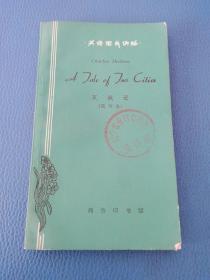 英语简易读物
Charles Dickens
A Tale of Two Cities
双城记
(简写本)
商务印书馆